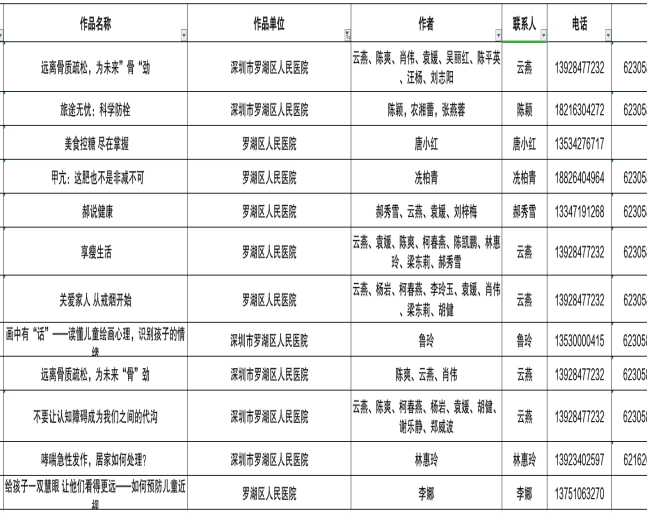 作品名称 作品单位 作者 联系人 电话
远离骨质疏松，为未来”骨“劲 深圳市罗湖区人民医院 云燕、陈爽、肖伟、袁媛、吴丽红、陈平英 云燕 13928477232 62305
、汪杨、刘志阳
旅途无忧：科学防栓 深圳市罗湖区人民医院 陈颖，农湘蕾，张燕蓉 陈颖 18216304272 62305
美食控糖 尽在掌握 罗湖区人民医院 唐小红 唐小红 13534276717
甲亢：这肥也不是非减不可 罗湖区人民医院 冼柏青 冼柏青 18826404964 62305
郝说健康 罗湖区人民医院 郝秀雪、云燕、袁媛、刘梓梅 郝秀雪 13347191268 62305
享瘦生活 罗湖区人民医院 云燕、袁媛、陈爽、柯春燕、陈凯鹏、林惠 云燕 13928477232 62305
玲、梁东莉、郝秀雪
关爱家人 从戒烟开始 罗湖区人民医院 云燕、杨岩、柯春燕、李玲玉、袁媛、肖伟 云燕 13928477232 62305
、梁东莉、胡健
画中有“话”——读懂儿童绘画心理，识别孩子的情 深圳市罗湖区人民医院 鲁玲 鲁玲 13530000415 62305
绪
远离骨质疏松，为未来“骨”劲 深圳市罗湖区人民医院 陈爽、云燕、肖伟 云燕 13928477232 62305
不要让认知障碍成为我们之间的代沟 深圳市罗湖区人民医院 云燕、陈爽、柯春燕、杨岩、袁媛、胡健、 云燕 13928477232 62305
谢乐静、郑威波
哮喘急性发作，居家如何处理？ 深圳市罗湖区人民医院 林惠玲 林惠玲 13923402597 62162
给孩子一双慧眼 让他们看得更远——如何预防儿童近 罗湖区人民医院 李娜 李娜 13751063270
视